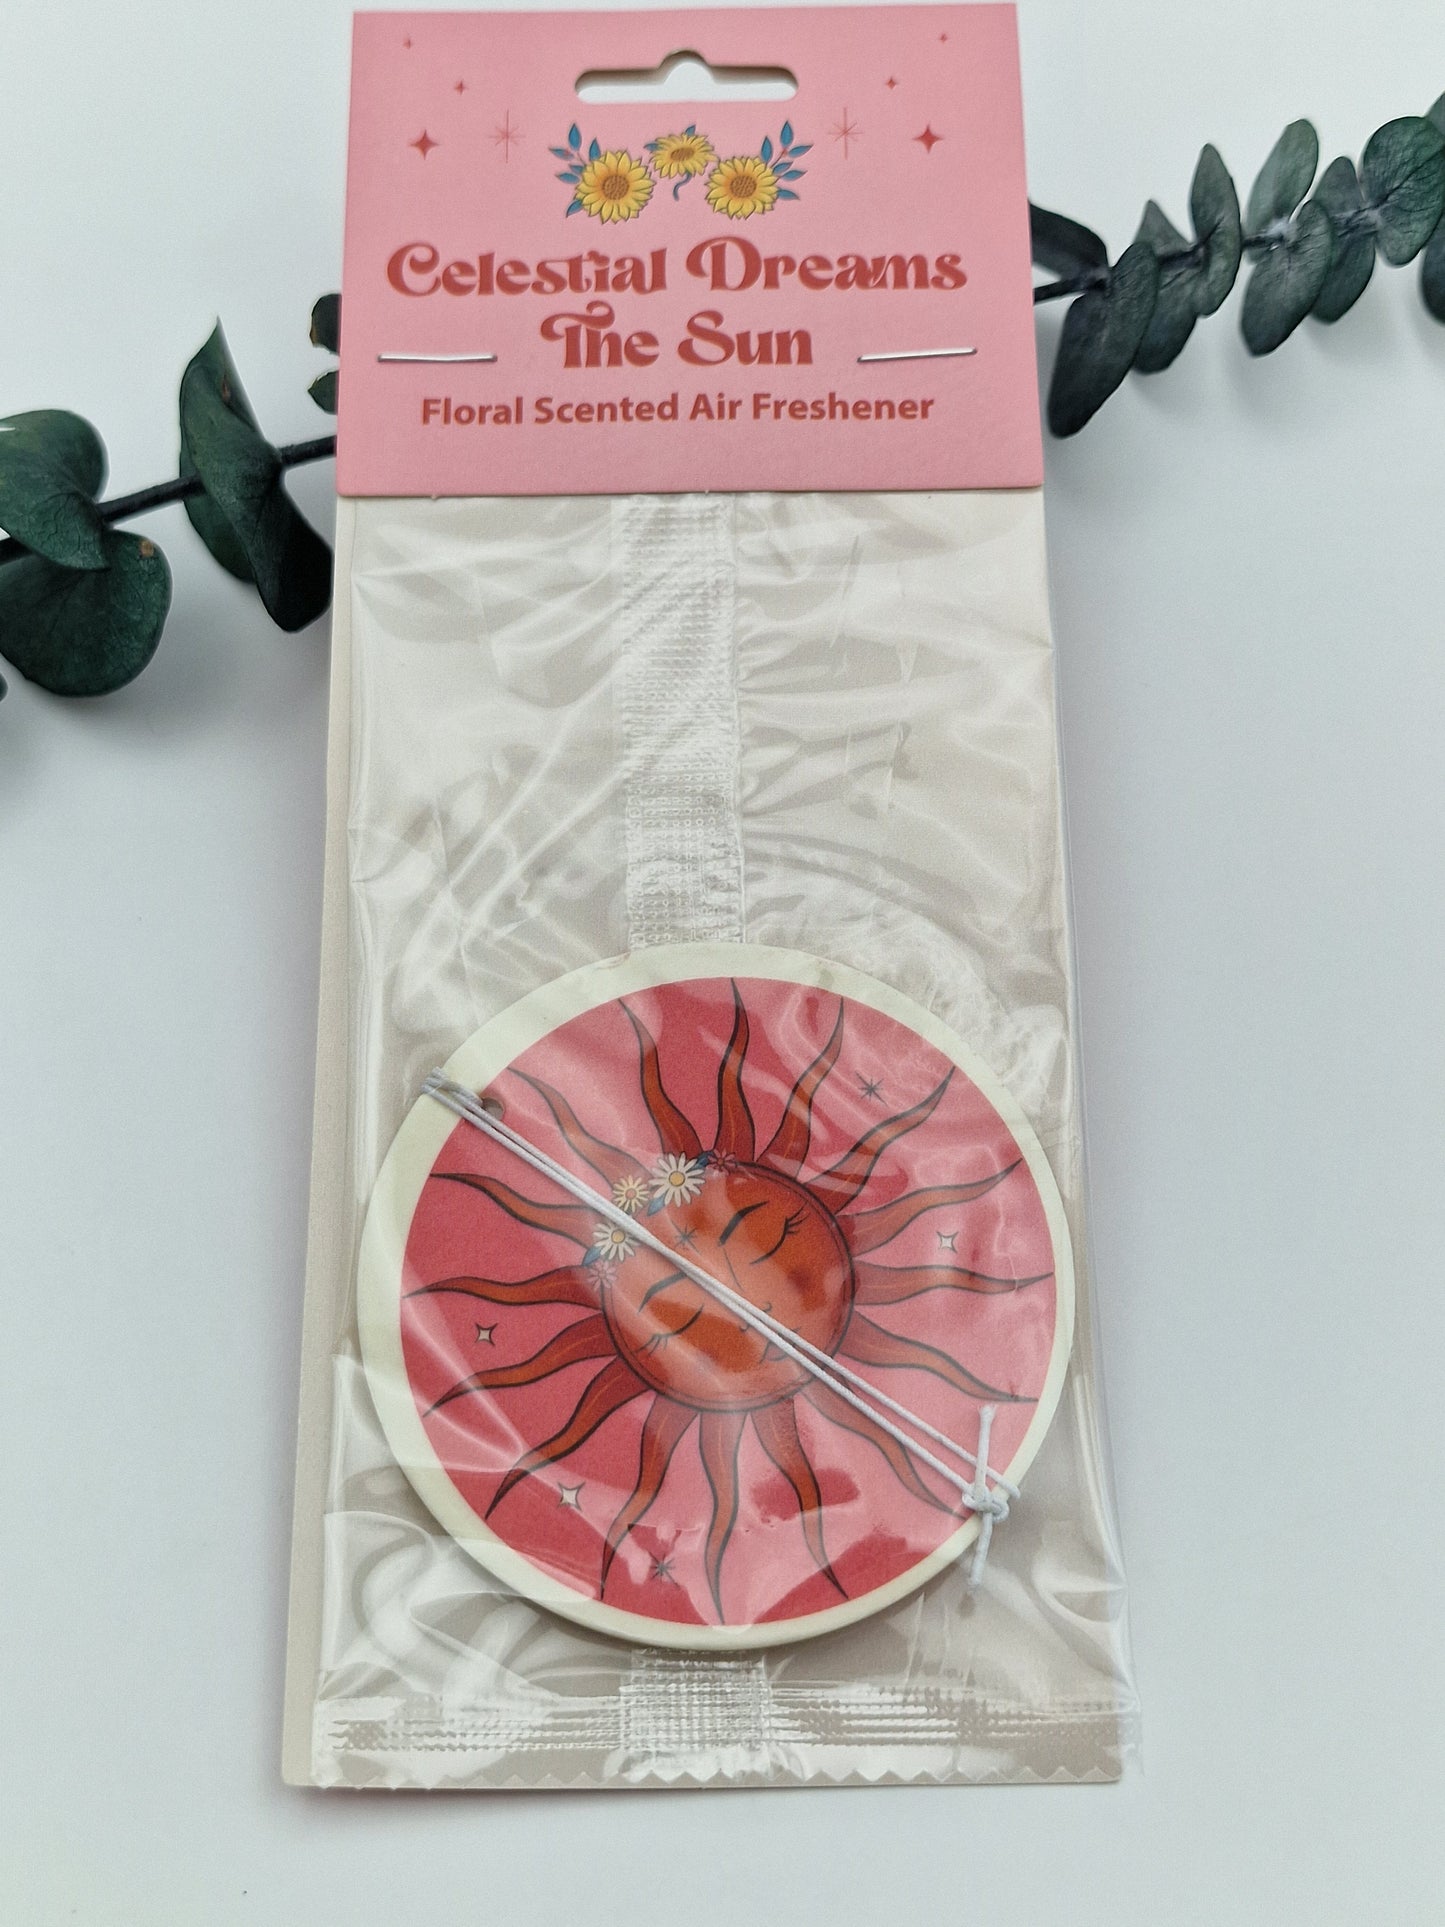 Celestial Dreams
The Sun
Floral Scented Air Freshener